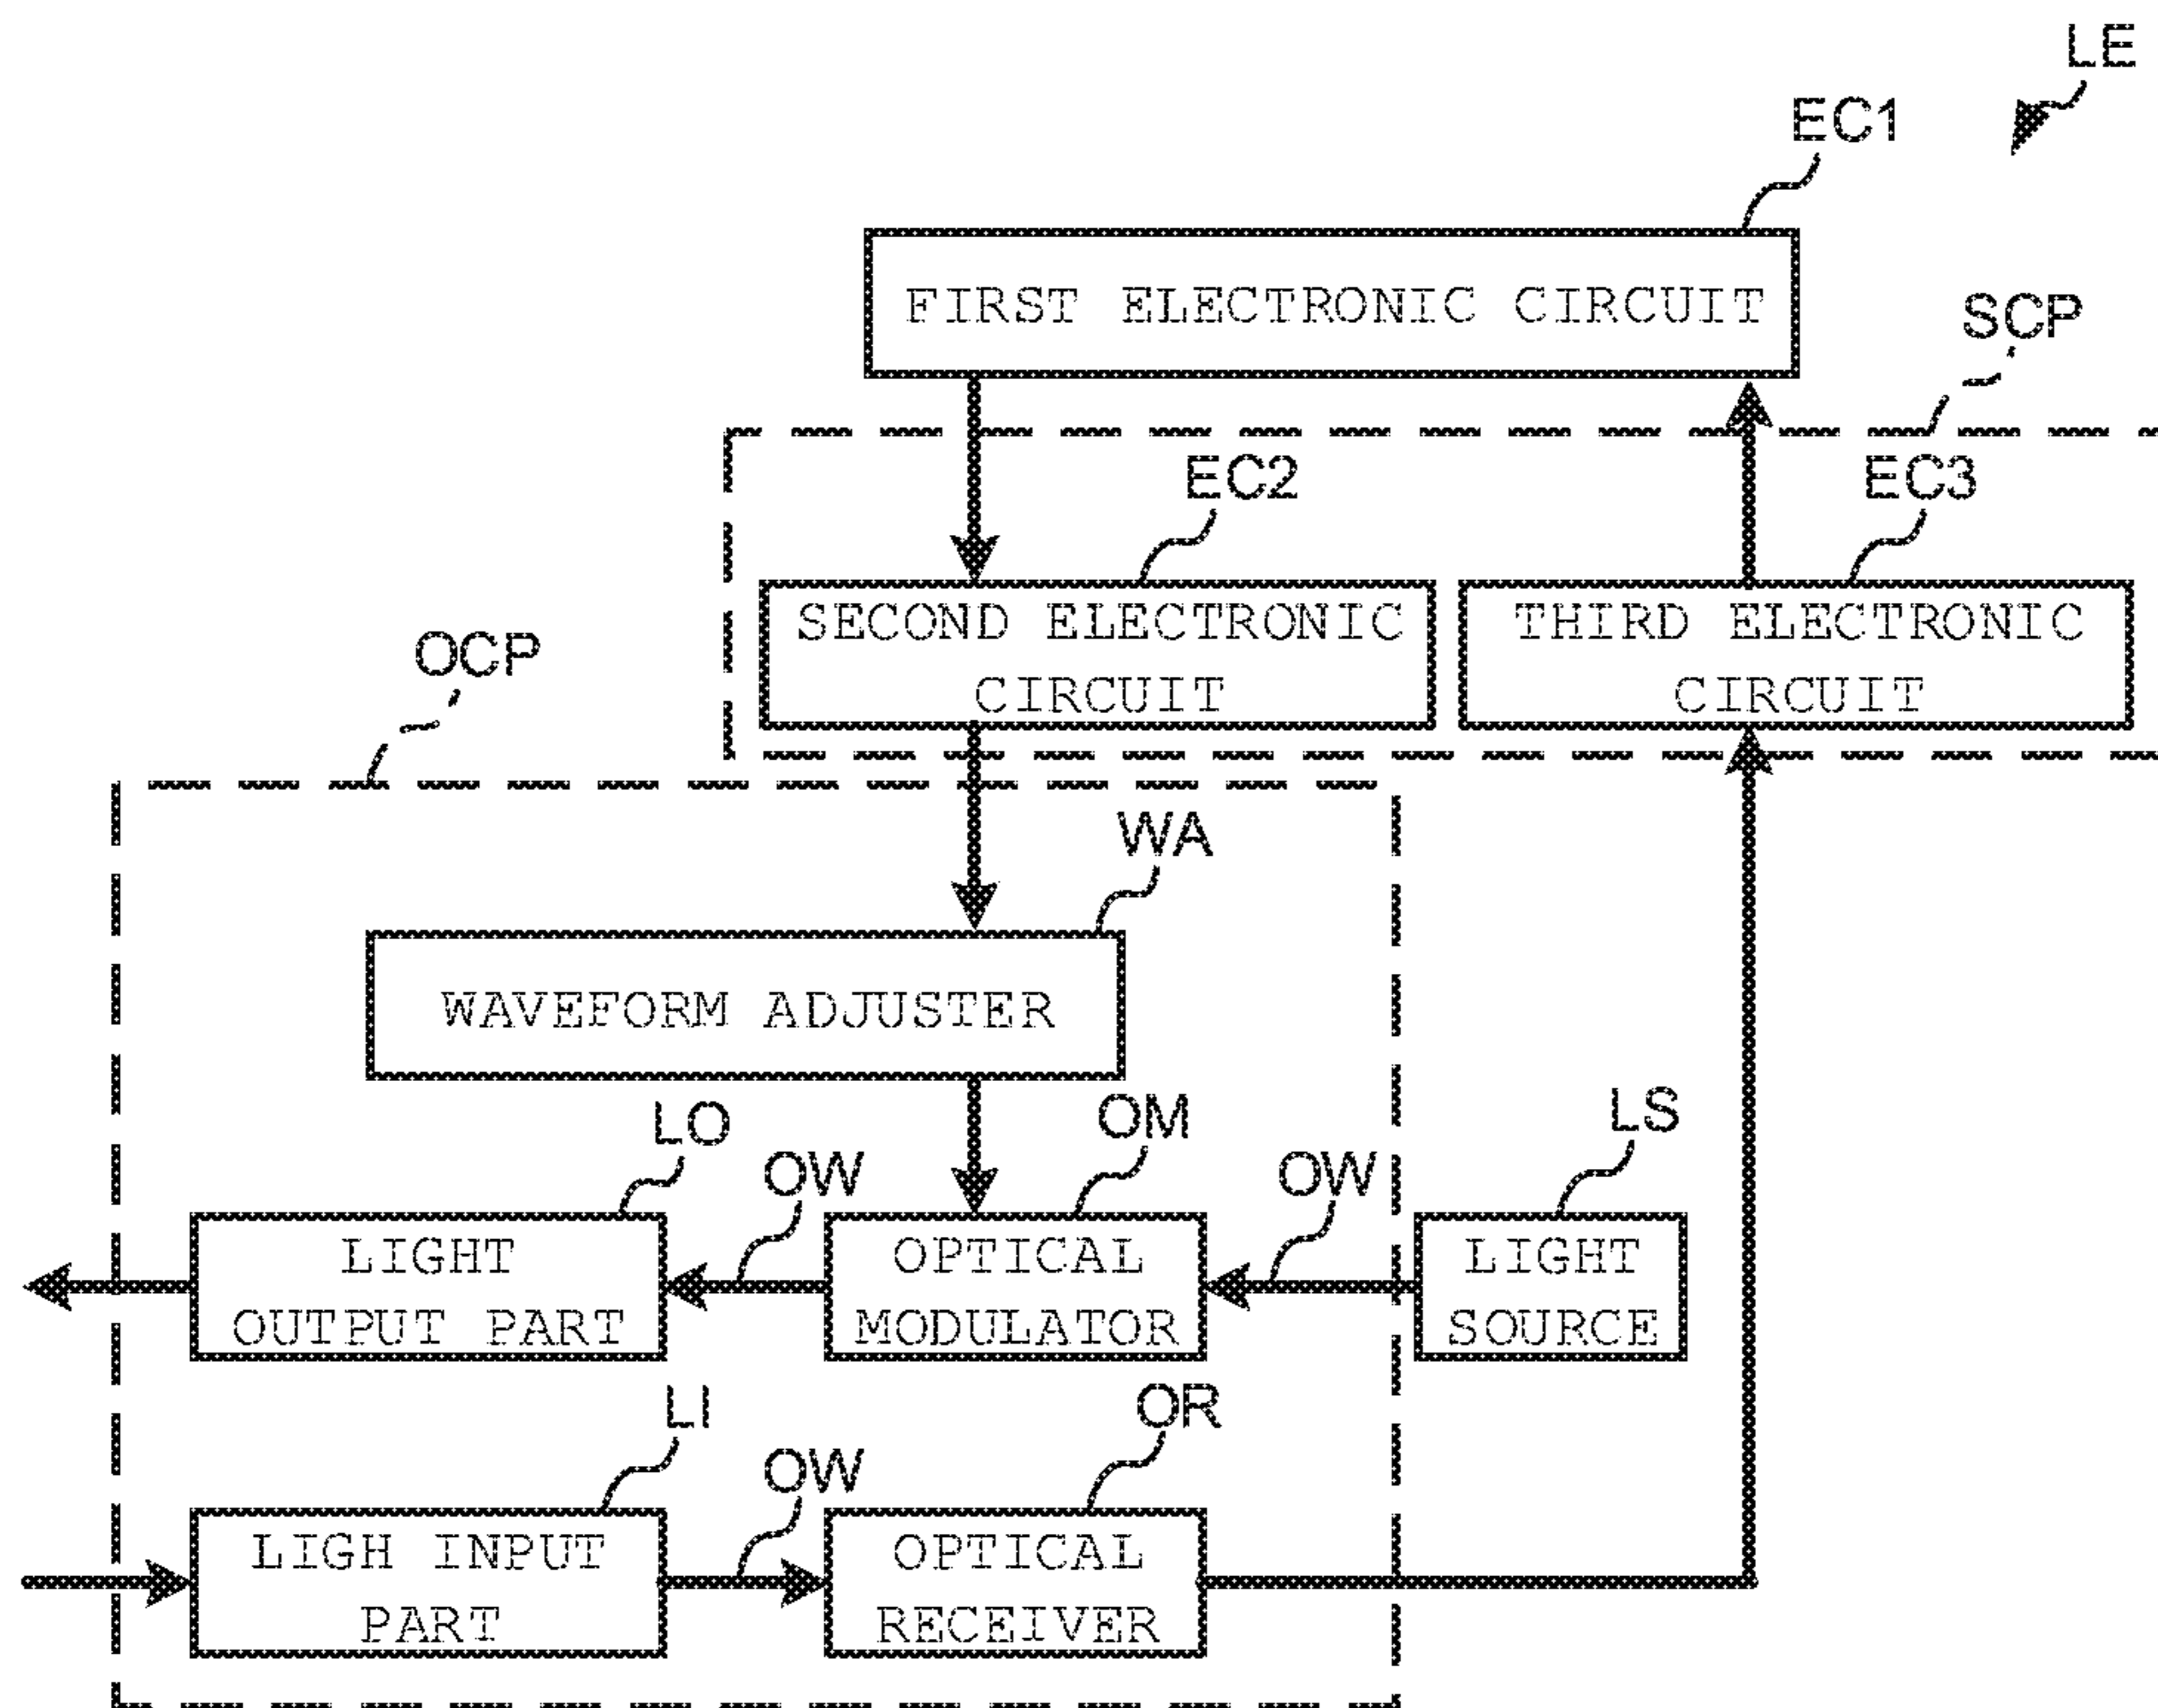 LE
EC1
FIRST ELECTRONIC CIRCUIT
SCP
EC2
EC3
SECOND ELECTRONIC
CIRCUIT
THIRD ELECTRONIC
CIRCUIT
OCP
WA
WAVEFORM ADJUSTER
LO
OW
OM
OW
LS
LIGHT
OUTPUT PART
OPTICAL
MODULATOR
LIGHT
SOURCE
LI
OW
OR
LIGH INPUT
PART
OPTICAL
RECEIVER